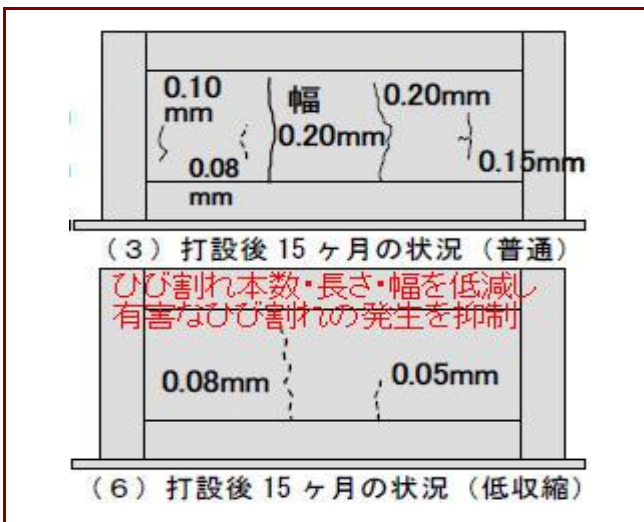 0.10
mm
幅
0.20mm
0.20mm
0.08
mm
0.15mm
（３）打設後 15 ヶ月の状況（普通）
ひび割れ本数・長さ・幅を低減し
有害なひび割れの発生を抑制
0.08mm
0.05mm
（６）打設後 15 ヶ月の状況（低収縮）